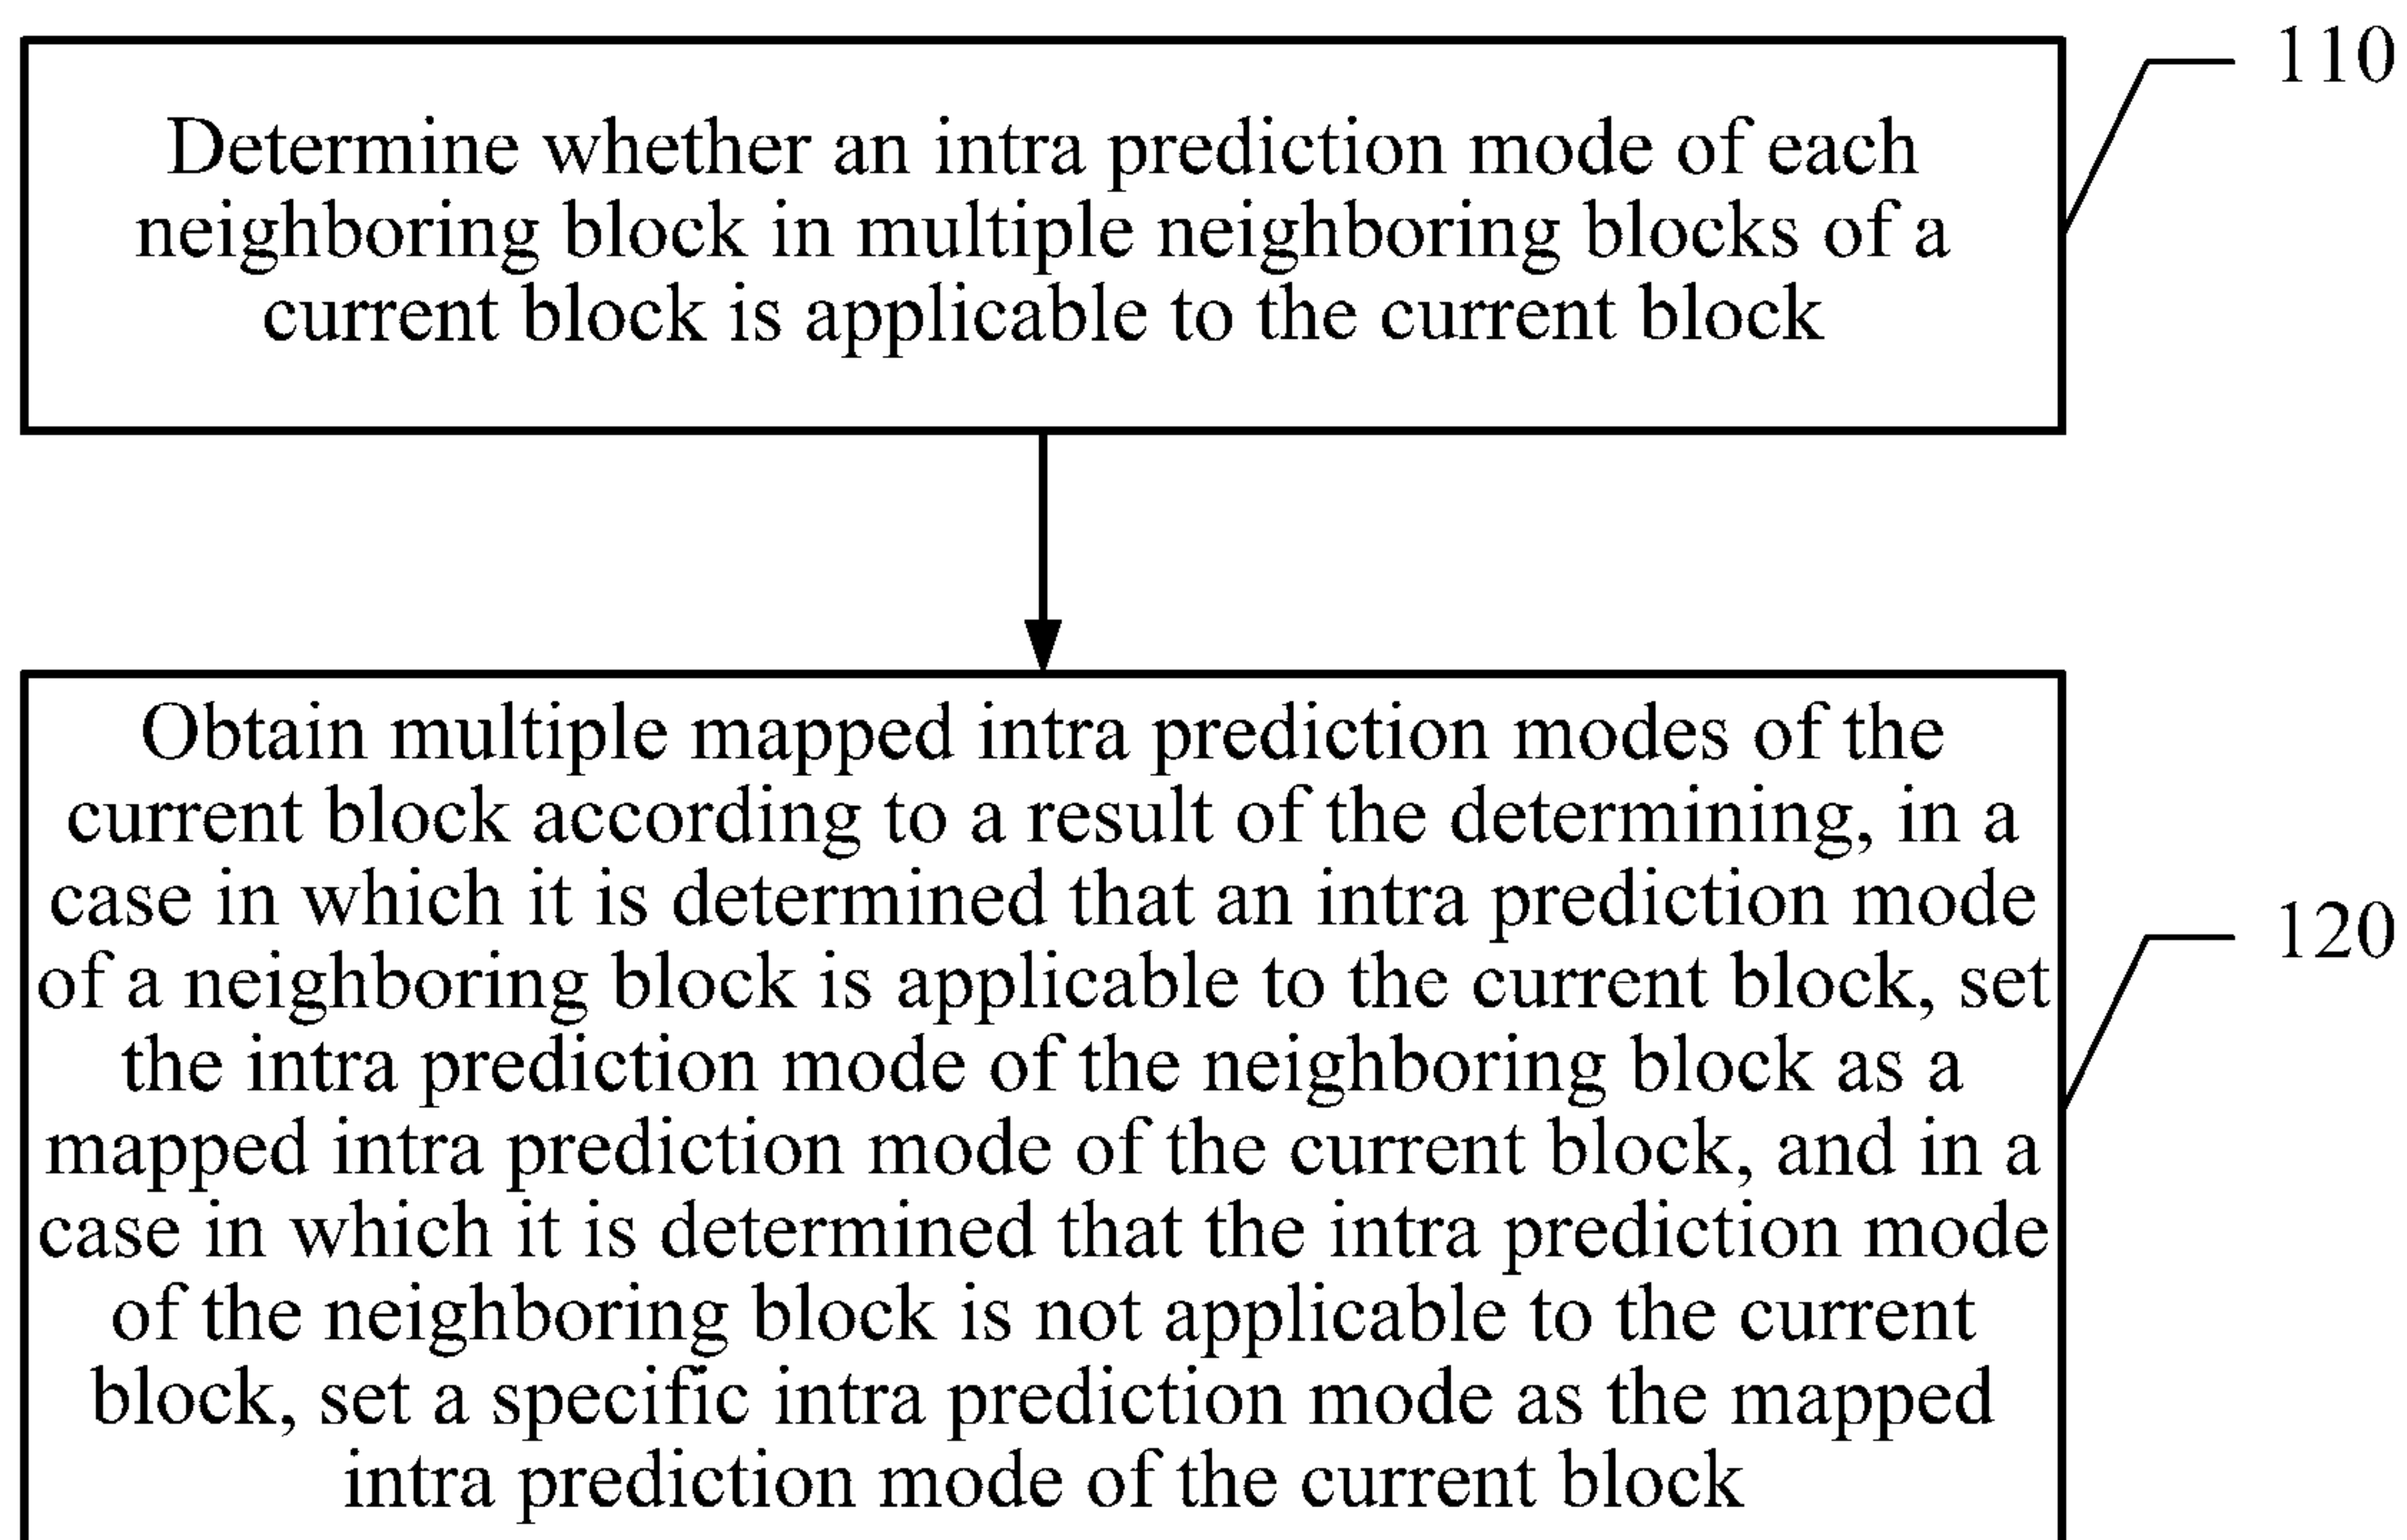 110
Determine whether an intra prediction mode of each
neighboring block in multiple neighboring blocks of a
current block is applicable to the current block
Obtain multiple mapped intra prediction modes of the
current block according to a result of the determining, in a
case in which it is determined that an intra prediction mode
of a neighboring block is applicable to the current block, set
the intra prediction mode of the neighboring block as a
mapped intra prediction mode of the current block, and in a
case in which it is determined that the intra prediction mode
of the neighboring block is not applicable to the current
block, set a specific intra prediction mode as the mapped
intra prediction mode of the current block
120